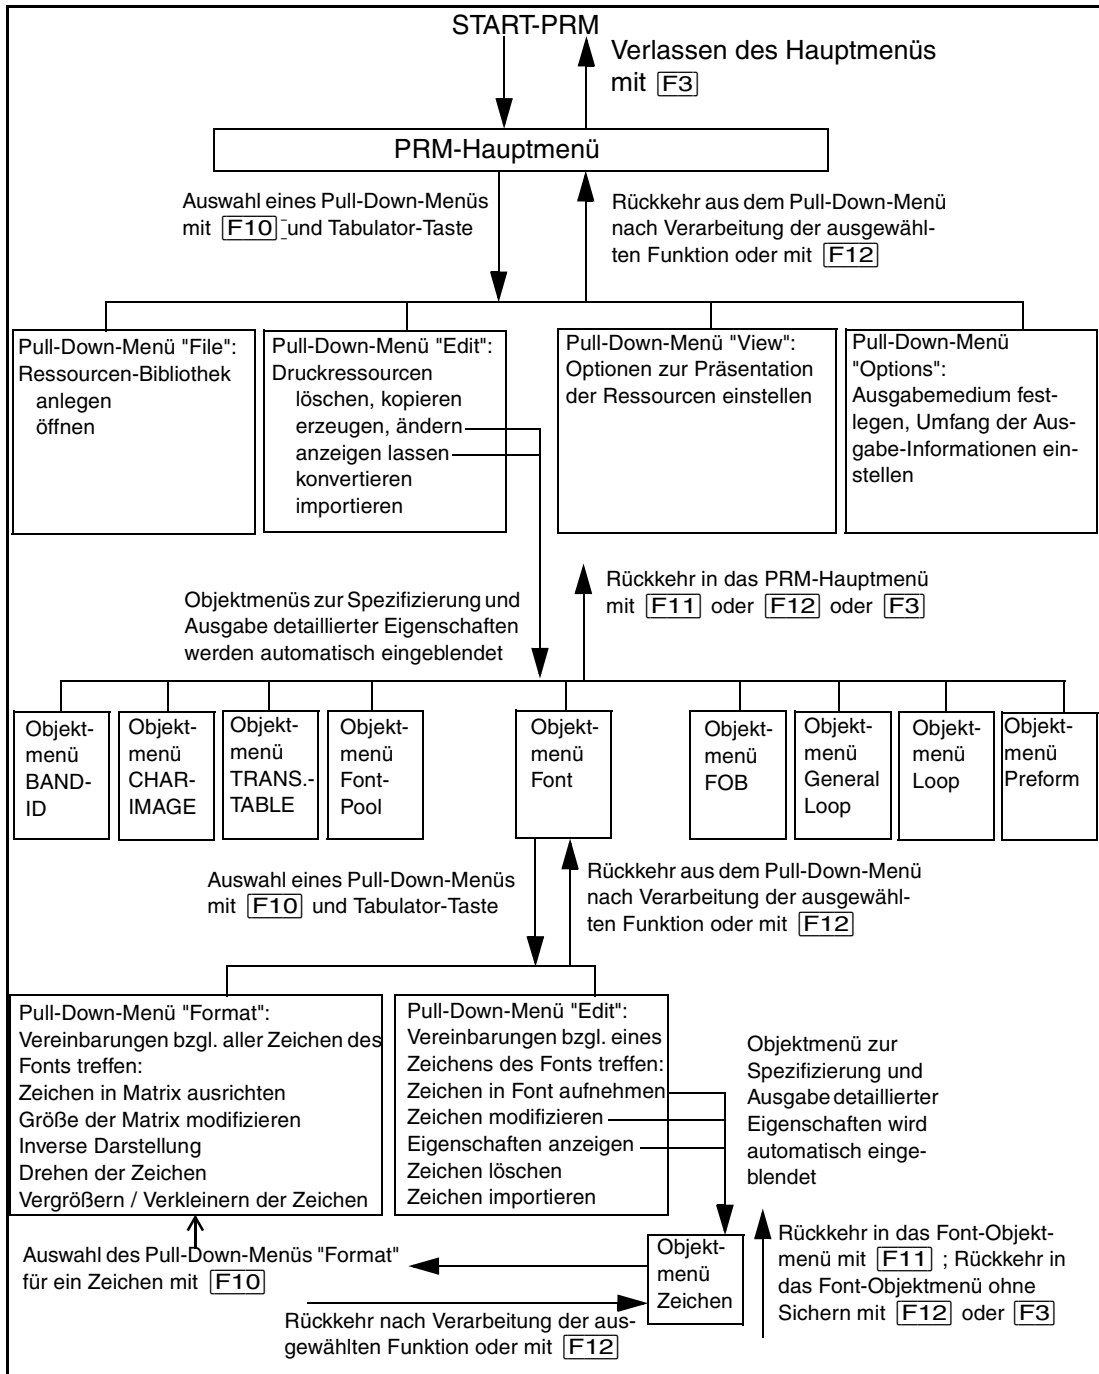 START-PRM
Verlassen des Hauptmenüs
mit F3
PRM-Hauptmenü
Auswahl eines Pull-Down-Menüs
mit F10 und Tabulator-Taste
Rückkehr aus dem Pull-Down-Menü
nach Verarbeitung der ausgewähl-
ten Funktion oder mit F12
Pull-Down-Menü "File":
Ressourcen-Bibliothek
anlegen
öffnen
Pull-Down-Menü "Edit":
Druckressourcen
löschen, kopieren
erzeugen, ändern
anzeigen lassen
konvertieren
importieren
Pull-Down-Menü "View":
Optionen zur Präsentation
der Ressourcen einstellen
Pull-Down-Menü
"Options":
Ausgabemedium fest-
legen, Umfang der Aus-
gabe-Informationen ein-
stellen
Objektmenüs zur Spezifizierung und
Ausgabe detaillierter Eigenschaften
werden automatisch eingeblendet
Rückkehr in das PRM-Hauptmenü
mit F11 oder F12 oder F3
Objekt-
menü
BAND-
ID
Objekt-
menü
CHAR-
IMAGE
Objekt-
menü
TRANS.-
TABLE
Objekt-
menü
Font-
Pool
Objekt-
menü
Font
Objekt-
menü
FOB
Objekt-
menü
General
Loop
Objekt-
menü
Loop
Objekt-
menü
Preform
Auswahl eines Pull-Down-Menüs
mit F10 und Tabulator-Taste
Rückkehr aus dem Pull-Down-Menü
nach Verarbeitung der ausgewähl-
ten Funktion oder mit F12
Pull-Down-Menü "Format":
Vereinbarungen bzgl. aller Zeichen des
Fonts treffen:
Zeichen in Matrix ausrichten
Größe der Matrix modifizieren
Inverse Darstellung
Drehen der Zeichen
Vergrößern / Verkleinern der Zeichen
Pull-Down-Menü "Edit":
Vereinbarungen bzgl. eines
Zeichens des Fonts treffen:
Zeichen in Font aufnehmen
Zeichen modifizieren
Eigenschaften anzeigen
Zeichen löschen
Zeichen importieren
Objektmenü zur
Spezifizierung und
Ausgabe detaillierter
Eigenschaften wird
automatisch einge-
blendet
Auswahl des Pull-Down-Menüs "Format"
für ein Zeichen mit F10
Objekt-
menü
Zeichen
Rückkehr in das Font-Objekt-
menü mit F11 ; Rückkehr in
das Font-Objektmenü ohne
Sichern mit F12 oder F3
Rückkehr nach Verarbeitung der aus-
gewählten Funktion oder mit F12